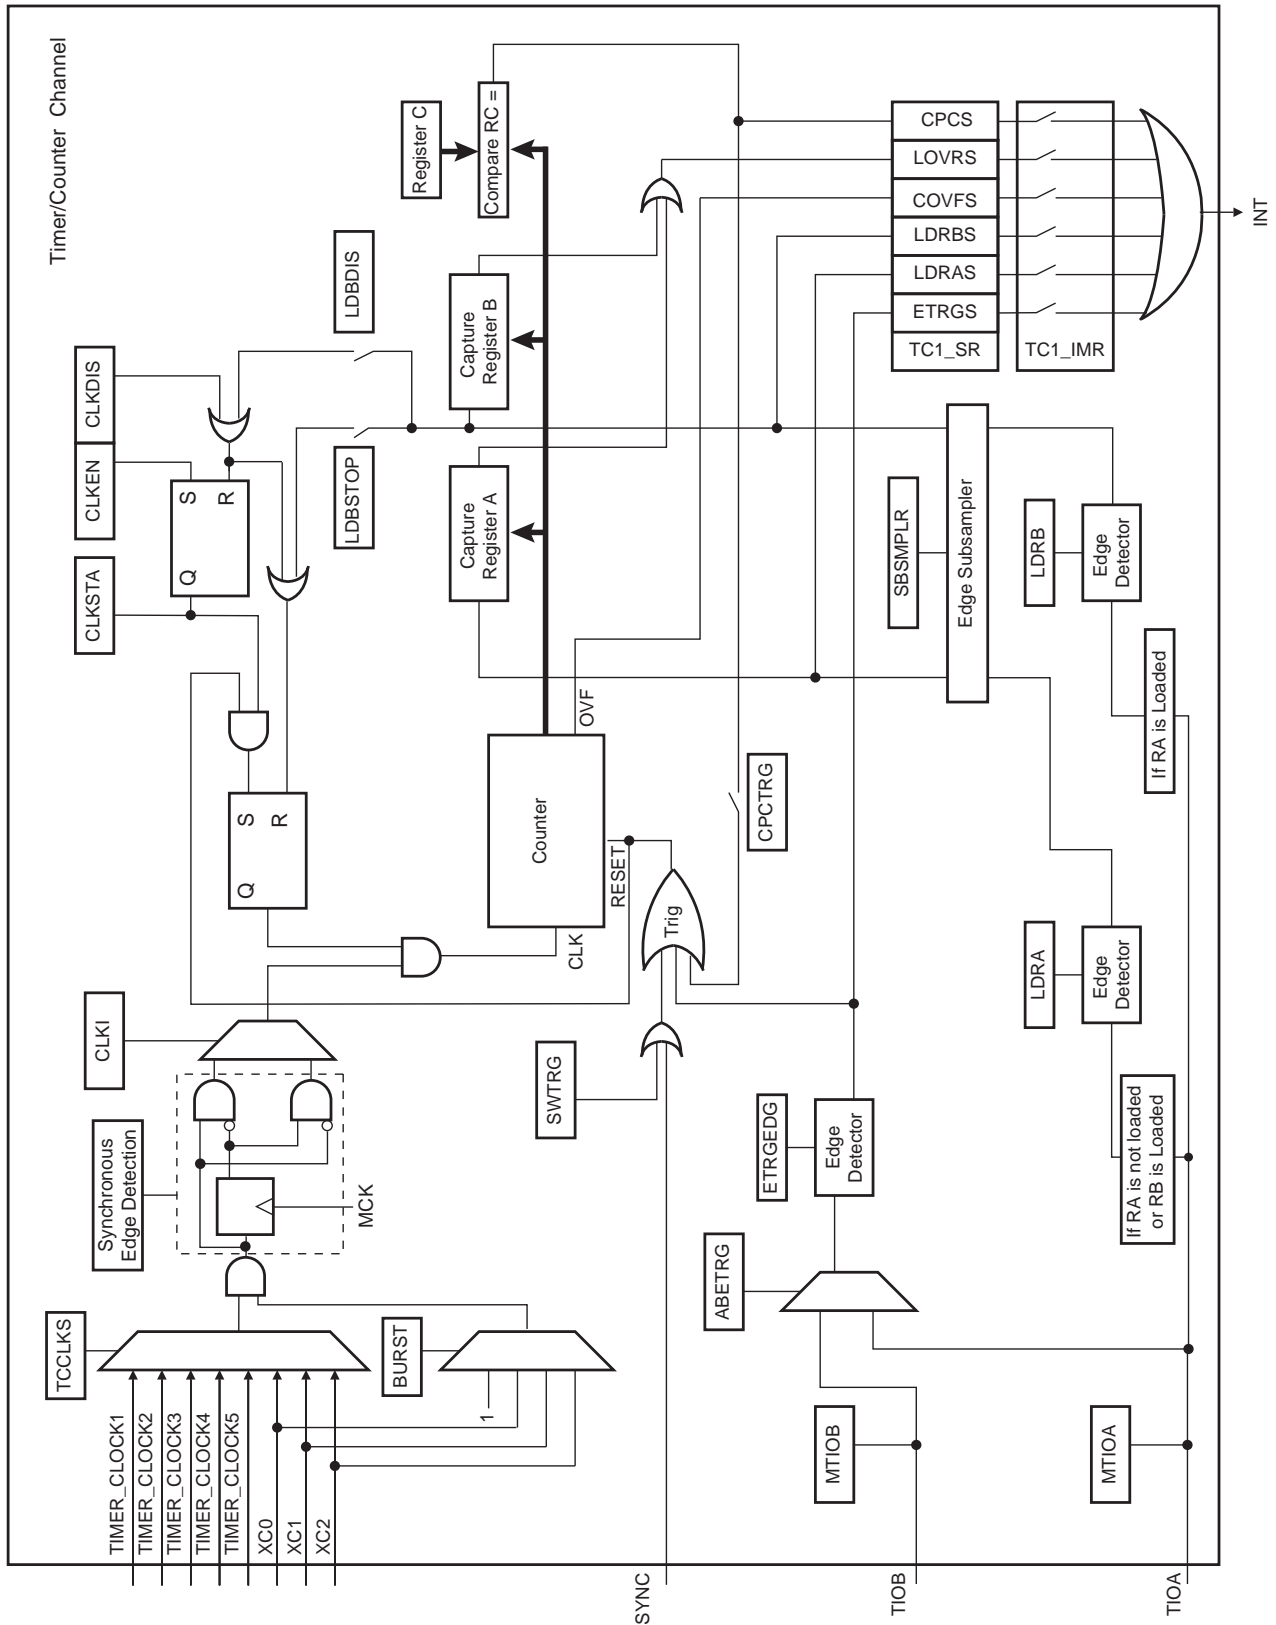 Timer/Counter Channel
TIMER_CLOCK1
TIMER_CLOCK2
TIMER_CLOCK3
TIMER_CLOCK4
TIMER_CLOCK5
XC0
XC1
XC2
TCCLKS
BURST
1
Synchronous
Edge Detection
MCK
CLKI
CLKSTA
CLKEN
CLKDIS
Q
S
R
Q
S
R
LDBSTOP
LDBDIS
Register C
Capture
Register A
Capture
Register B
Compare RC =
Counter
CLK
OVF
RESET
Trig
CPCTRG
SWTRG
SYNC
ABETRG
ETRGEDG
Edge
Detector
MTIOB
TIOB
MTIOA
TIOA
If RA is not loaded
or RB is Loaded
LDRA
Edge
Detector
If RA is Loaded
LDRB
Edge
Detector
SBSMPLR
Edge Subsampler
CPCS
LOVRS
COVFS
LDRBS
LDRAS
ETRGS
TC1_SR
TC1_IMR
INT